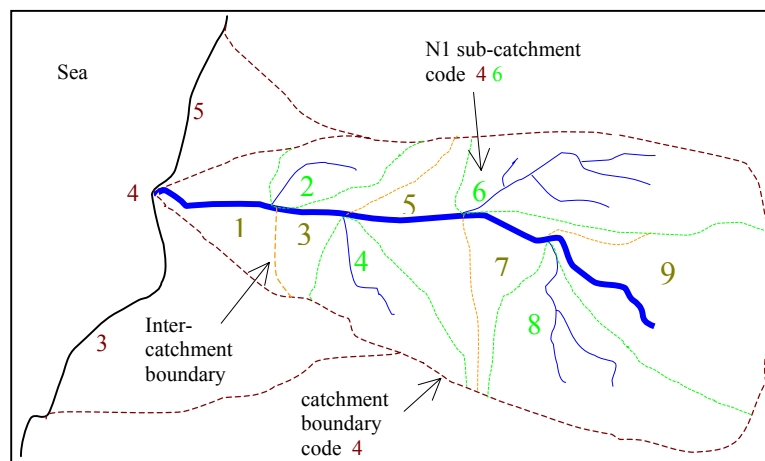 N1 sub-catchment
code 4 6
Sea
5
2
6
4
5
1
3
4
7
9
8
3
Inter-
catchment
boundary
catchment
boundary
code 4